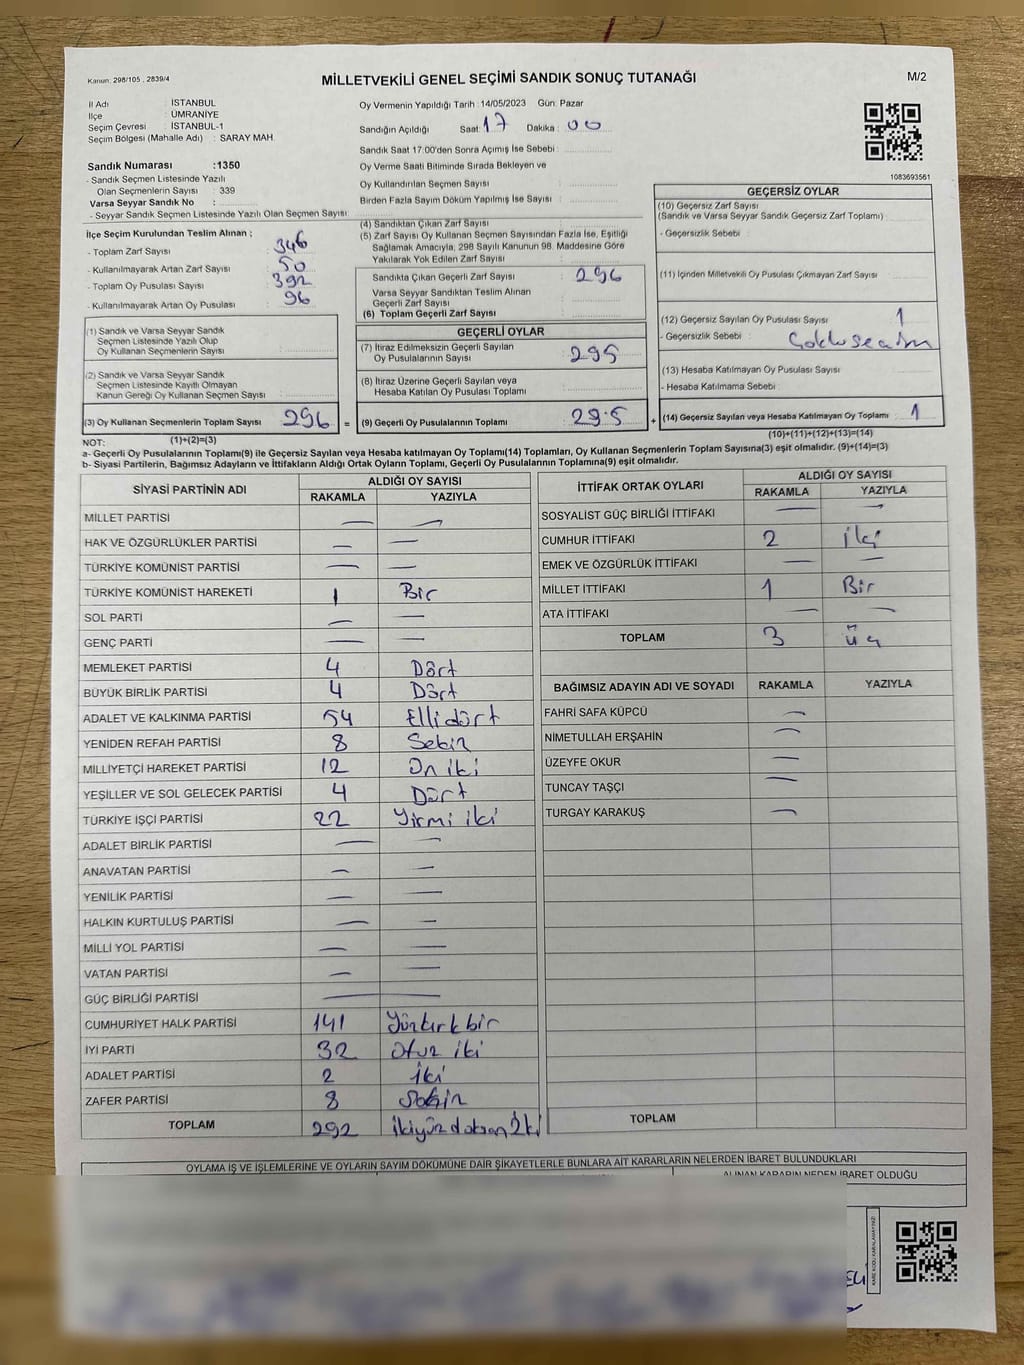 Kanun: 298/105 , 2839/4
MİLLETVEKİLİ GENEL SEÇİMİ SANDIK SONUÇ TUTANAĞI
M/2
İl Adı : İSTANBUL
İlçe : ÜMRANİYE
Seçim Çevresi : İSTANBUL-1
Seçim Bölgesi (Mahalle Adı) : SARAY MAH.
Sandık Numarası :1350
- Sandık Seçmen Listesinde Yazılı
Olan Seçmenlerin Sayısı : 339
Varsa Seyyar Sandık No :
- Seyyar Sandık Seçmen Listesinde Yazılı Olan Seçmen Sayısı:
Oy Vermenin Yapıldığı Tarih : 14/05/2023 Gün: Pazar
Sandığın Açıldığı Saat: 17 Dakika : 00
Sandık Saat 17:00'den Sonra Açımış İse Sebebi :
Oy Verme Saati Bitiminde Sırada Bekleyen ve
Oy Kullandırılan Seçmen Sayısı :
Birden Fazla Sayım Döküm Yapılmış İse Sayısı :
1083693561
İlçe Seçim Kurulundan Teslim Alınan ;
- Toplam Zarf Sayısı : 346
- Kullanılmayarak Artan Zarf Sayısı : 50
- Toplam Oy Pusulası Sayısı : 392
- Kullanılmayarak Artan Oy Pusulası : 96
(1) Sandık ve Varsa Seyyar Sandık
Seçmen Listesinde Yazılı Olup
Oy Kullanan Seçmenlerin Sayısı :
(2) Sandık ve Varsa Seyyar Sandık
Seçmen Listesinde Kayıtlı Olmayan
Kanun Gereği Oy Kullanan Seçmen Sayısı :
(3) Oy Kullanan Seçmenlerin Toplam Sayısı 296 =
(4) Sandıktan Çıkan Zarf Sayısı :
(5) Zarf Sayısı Oy Kullanan Seçmen Sayısından Fazla İse, Eşitliği
Sağlamak Amacıyla, 298 Sayılı Kanunun 98. Maddesine Göre
Yakılarak Yok Edilen Zarf Sayısı :
Sandıkta Çıkan Geçerli Zarf Sayısı : 296
Varsa Seyyar Sandıktan Teslim Alınan
Geçerli Zarf Sayısı :
(6) Toplam Geçerli Zarf Sayısı :
GEÇERLİ OYLAR
(7) İtiraz Edilmeksizin Geçerli Sayılan
Oy Pusulalarının Sayısı : 295
(8) İtiraz Üzerine Geçerli Sayılan veya
Hesaba Katılan Oy Pusulası Toplamı :
(9) Geçerli Oy Pusulalarının Toplamı : 295 +
GEÇERSİZ OYLAR
(10) Geçersiz Zarf Sayısı :
(Sandık ve Varsa Seyyar Sandık Geçersiz Zarf Toplamı)
- Geçersizlik Sebebi :
(11) İçinden Milletvekili Oy Pusulası Çıkmayan Zarf Sayısı :
(12) Geçersiz Sayılan Oy Pusulası Sayısı : 1
- Geçersizlik Sebebi : Çoklu seçim
(13) Hesaba Katılmayan Oy Pusulası Sayısı :
- Hesaba Katılmama Sebebi :
(14) Geçersiz Sayılan veya Hesaba Katılmayan Oy Toplamı : 1
NOT: (1)+(2)=(3)
(10)+(11)+(12)+(13)=(14)
a- Geçerli Oy Pusulalarının Toplamı(9) ile Geçersiz Sayılan veya Hesaba katılmayan Oy Toplamı(14) Toplamları, Oy Kullanan Seçmenlerin Toplam Sayısına(3) eşit olmalıdır. (9)+(14)=(3)
b- Siyasi Partilerin, Bağımsız Adayların ve İttifakların Aldığı Ortak Oyların Toplamı, Geçerli Oy Pusulalarının Toplamına(9) eşit olmalıdır.
SİYASİ PARTİNİN ADI ALDIĞI OY SAYISI
RAKAMLA YAZIYLA
MİLLET PARTİSİ — —
HAK VE ÖZGÜRLÜKLER PARTİSİ — —
TÜRKİYE KOMÜNİST PARTİSİ — —
TÜRKİYE KOMÜNİST HAREKETİ 1 Bir
SOL PARTİ — —
GENÇ PARTİ — —
MEMLEKET PARTİSİ 4 Dört
BÜYÜK BİRLİK PARTİSİ 4 Dört
ADALET VE KALKINMA PARTİSİ 54 Elli dört
YENİDEN REFAH PARTİSİ 8 Sekiz
MİLLİYETÇİ HAREKET PARTİSİ 12 On iki
YEŞİLLER VE SOL GELECEK PARTİSİ 4 Dört
TÜRKİYE İŞÇİ PARTİSİ 22 Yirmi iki
ADALET BİRLİK PARTİSİ — —
ANAVATAN PARTİSİ — —
YENİLİK PARTİSİ — —
HALKIN KURTULUŞ PARTİSİ — —
MİLLİ YOL PARTİSİ — —
VATAN PARTİSİ — —
GÜÇ BİRLİĞİ PARTİSİ —
CUMHURİYET HALK PARTİSİ 141 Yüzkırk bir
İYİ PARTİ 32 Otuz iki
ADALET PARTİSİ 2 İki
ZAFER PARTİSİ 8 Sekiz
TOPLAM 292 İkiyüz doksan İki
İTTİFAK ORTAK OYLARI ALDIĞI OY SAYISI
RAKAMLA YAZIYLA
SOSYALİST GÜÇ BİRLİĞİ İTTİFAKI — —
CUMHUR İTTİFAKI 2 İki
EMEK VE ÖZGÜRLÜK İTTİFAKI — —
MİLLET İTTİFAKI 1 Bir
ATA İTTİFAKI — —
TOPLAM 3 Üç
BAĞIMSIZ ADAYIN ADI VE SOYADI RAKAMLA YAZIYLA
FAHRİ SAFA KÜPCÜ —
NİMETULLAH ERŞAHİN —
ÜZEYFE OKUR —
TUNCAY TAŞÇI —
TURGAY KARAKUŞ —
TOPLAM
OYLAMA İŞ VE İŞLEMLERİNE VE OYLARIN SAYIM DÖKÜMÜNE DAİR ŞİKAYETLERLE BUNLARA AİT KARARLARIN NELERDEN İBARET BULUNDUKLARI
ALINAN KARARIN NEDEN İBARET OLDUĞU